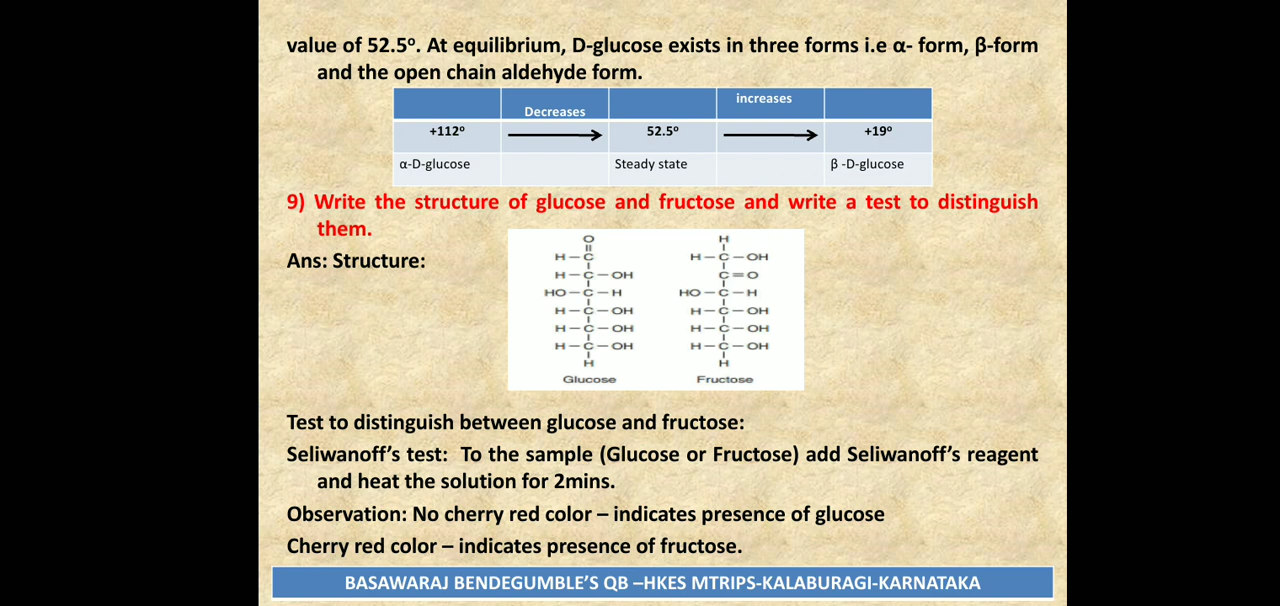 value of 52.5º. At equilibrium, D-glucose exists in three forms i.e α- form, β-form
and the open chain aldehyde form.
Decreases increases
+112º 52.5º +19º
α-D-glucose Steady state β -D-glucose
9) Write the structure of glucose and fructose and write a test to distinguish
them.
Ans: Structure:
O H
H–C H–C–OH
H–C–OH C=O
HO–C–H HO–C–H
H–C–OH H–C–OH
H–C–OH H–C–OH
H–C–OH H–C–OH
H H
Glucose Fructose
Test to distinguish between glucose and fructose:
Seliwanoff’s test: To the sample (Glucose or Fructose) add Seliwanoff’s reagent
and heat the solution for 2mins.
Observation: No cherry red color – indicates presence of glucose
Cherry red color – indicates presence of fructose.
BASAWARAJ BENDEGUMBLE’S QB –HKES MTRIPS-KALABURAGI-KARNATAKA